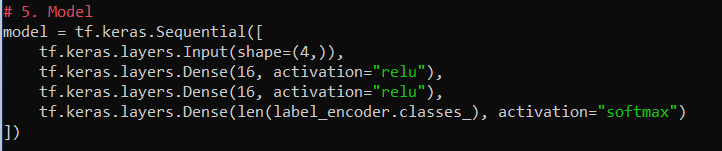 # 5. Model
model = tf.keras.Sequential([
    tf.keras.layers.Input(shape=(4,)),
    tf.keras.layers.Dense(16, activation="relu"),
    tf.keras.layers.Dense(16, activation="relu"),
    tf.keras.layers.Dense(len(label_encoder.classes_), activation="softmax")
])